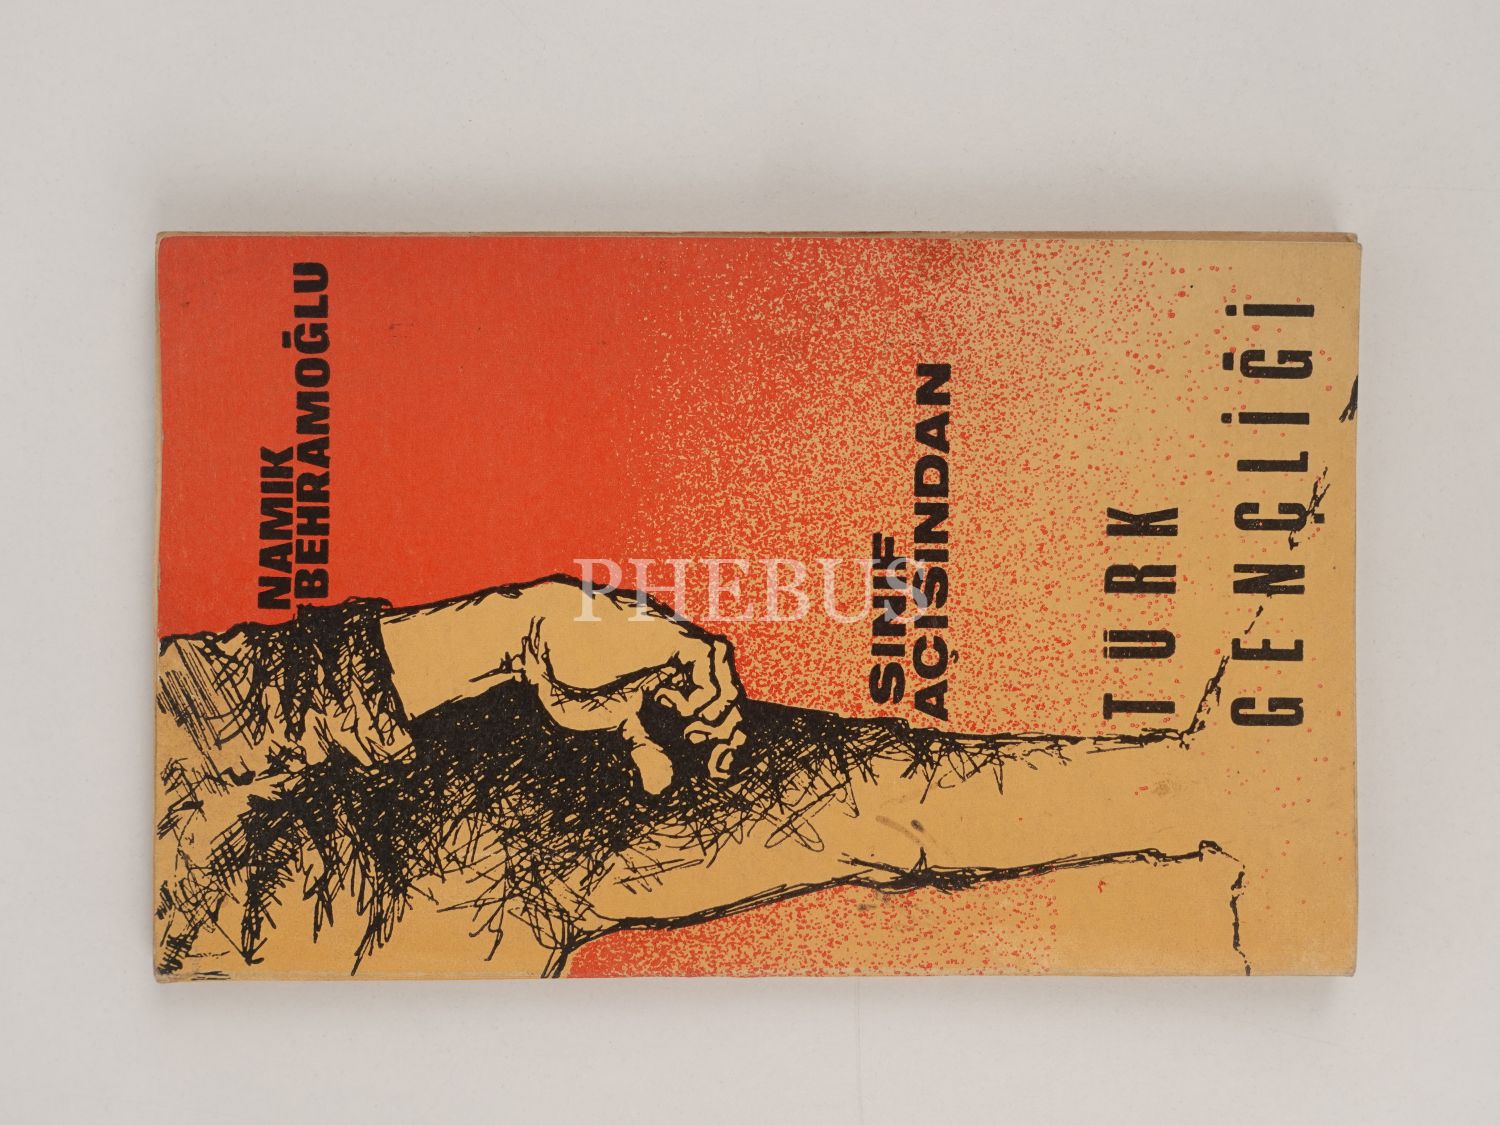 NAMIK
BEHRAMOĞLU
SINIF
AÇISINDAN
TÜRK
GENÇLİĞİ
PHEBUS